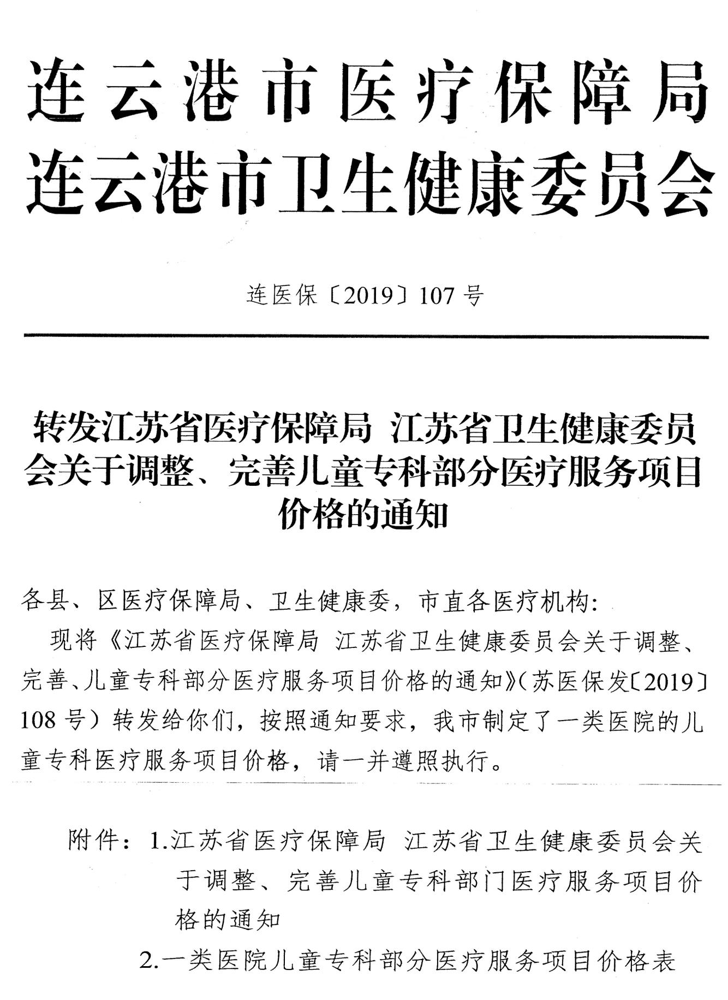 连云港市医疗保障局
连云港市卫生健康委员会
连医保〔2019〕107 号
转发江苏省医疗保障局 江苏省卫生健康委员
会关于调整、完善儿童专科部分医疗服务项目
价格的通知
各县、区医疗保障局、卫生健康委，市直各医疗机构：
现将《江苏省医疗保障局 江苏省卫生健康委员会关于调整、
完善、儿童专科部分医疗服务项目价格的通知》（苏医保发〔2019〕
108 号）转发给你们，按照通知要求，我市制定了一类医院的儿
童专科医疗服务项目价格，请一并遵照执行。
附件：1.江苏省医疗保障局 江苏省卫生健康委员会关
于调整、完善儿童专科部门医疗服务项目价
格的通知
2.一类医院儿童专科部分医疗服务项目价格表